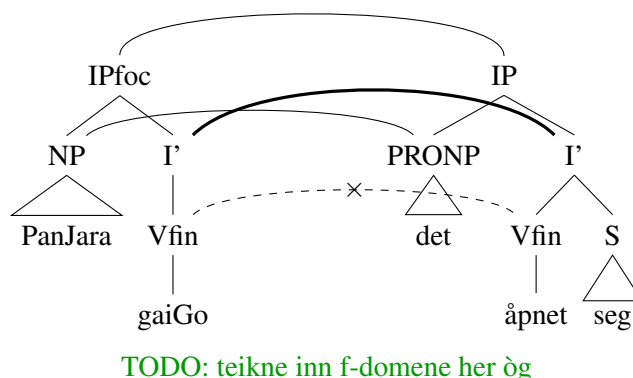 IPfoc IP
NP I' PRONP I'
PanJara Vfin det Vfin S
gaiGo åpnet seg
TODO: teikne inn f-domene her òg